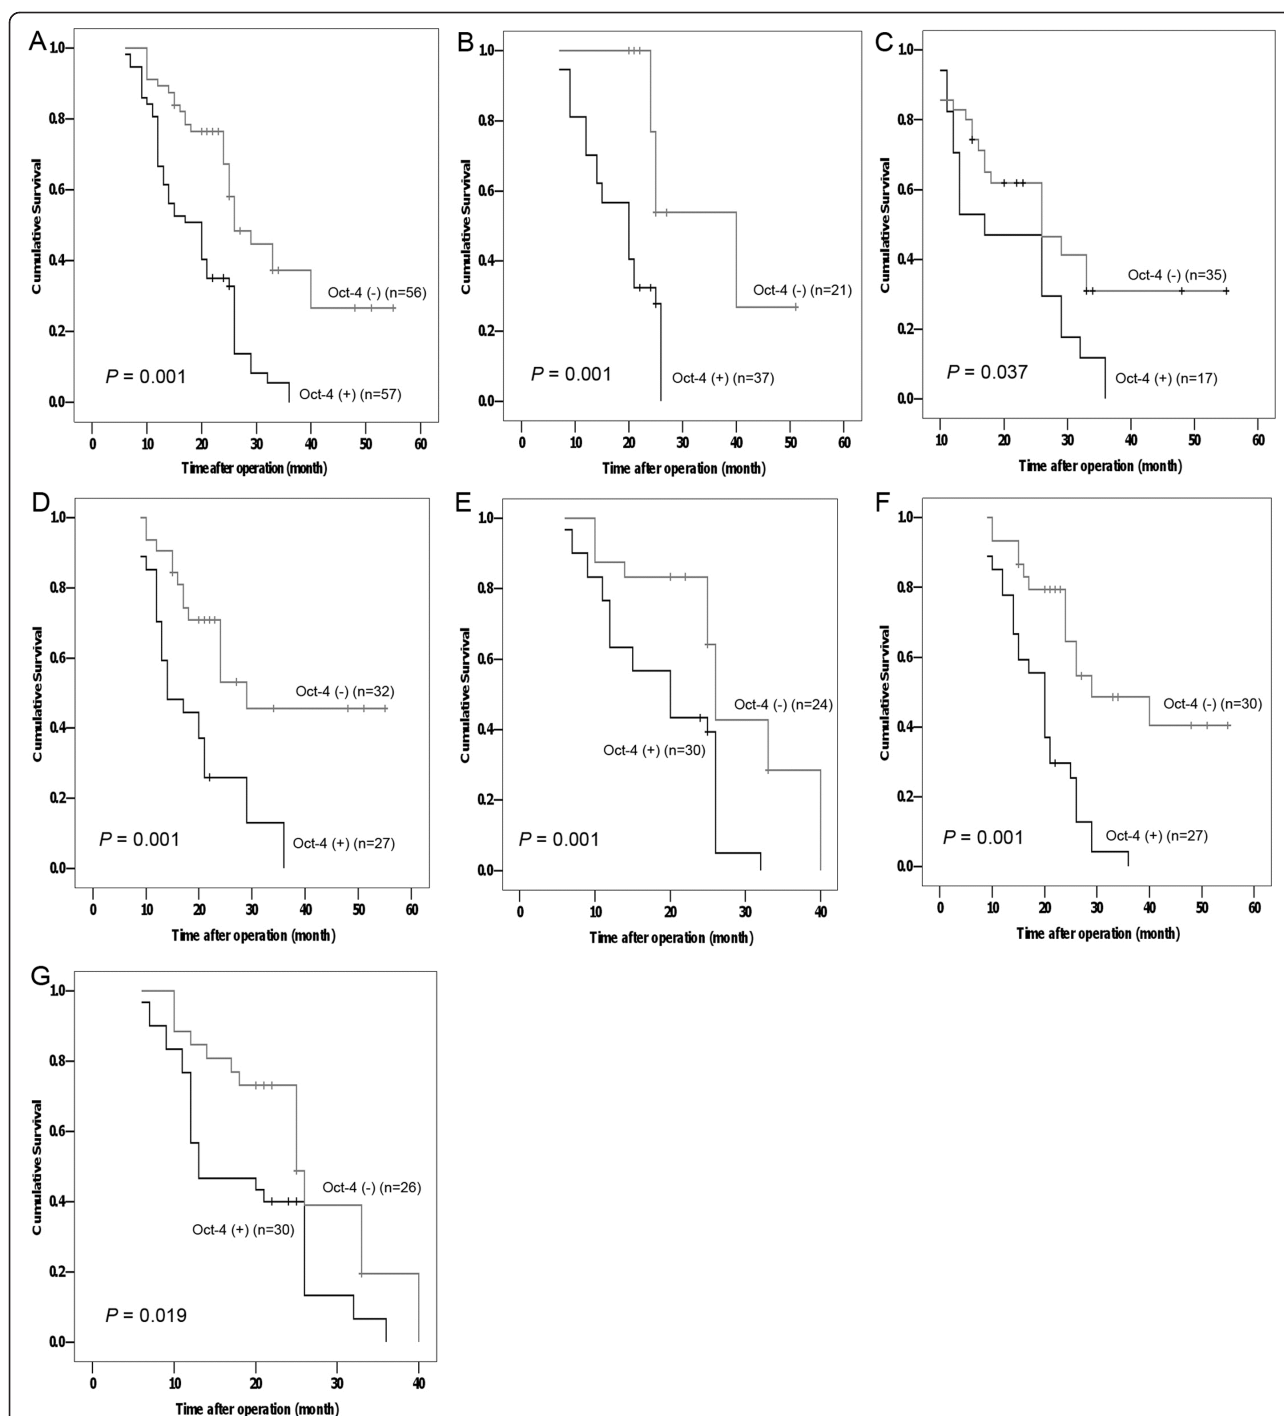 A
1.0
0.8
0.6
0.4
0.2
0.0
Cumulative Survival
Oct-4 (-) (n=56)
P = 0.001
Oct-4 (+) (n=57)
0 10 20 30 40 50 60
Time after operation (month)
B
1.0
0.8
0.6
0.4
0.2
0.0
Cumulative Survival
Oct-4 (-) (n=21)
P = 0.001
Oct-4 (+) (n=37)
0 10 20 30 40 50 60
Time after operation (month)
C
1.0
0.8
0.6
0.4
0.2
0.0
Cumulative Survival
Oct-4 (-) (n=35)
P = 0.037
Oct-4 (+) (n=17)
10 20 30 40 50 60
Time after operation (month)
D
1.0
0.8
0.6
0.4
0.2
0.0
Cumulative Survival
Oct-4 (-) (n=32)
P = 0.001
Oct-4 (+) (n=27)
0 10 20 30 40 50 60
Time after operation (month)
E
1.0
0.8
0.6
0.4
0.2
0.0
Cumulative Survival
Oct-4 (-) (n=24)
Oct-4 (+) (n=30)
P = 0.001
0 10 20 30 40
Time after operation (month)
F
1.0
0.8
0.6
0.4
0.2
0.0
Cumulative Survival
Oct-4 (-) (n=30)
P = 0.001
Oct-4 (+) (n=27)
0 10 20 30 40 50 60
Time after operation (month)
G
1.0
0.8
0.6
0.4
0.2
0.0
Cumulative Survival
Oct-4 (-) (n=26)
Oct-4 (+) (n=30)
P = 0.019
0 10 20 30 40
Time after operation (month)